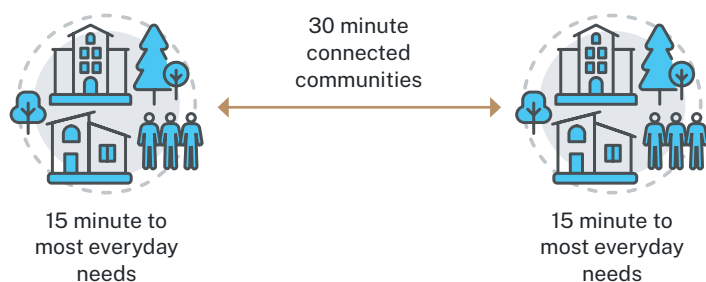 30 minute
connected
communities
15 minute to
most everyday
needs
15 minute to
most everyday
needs